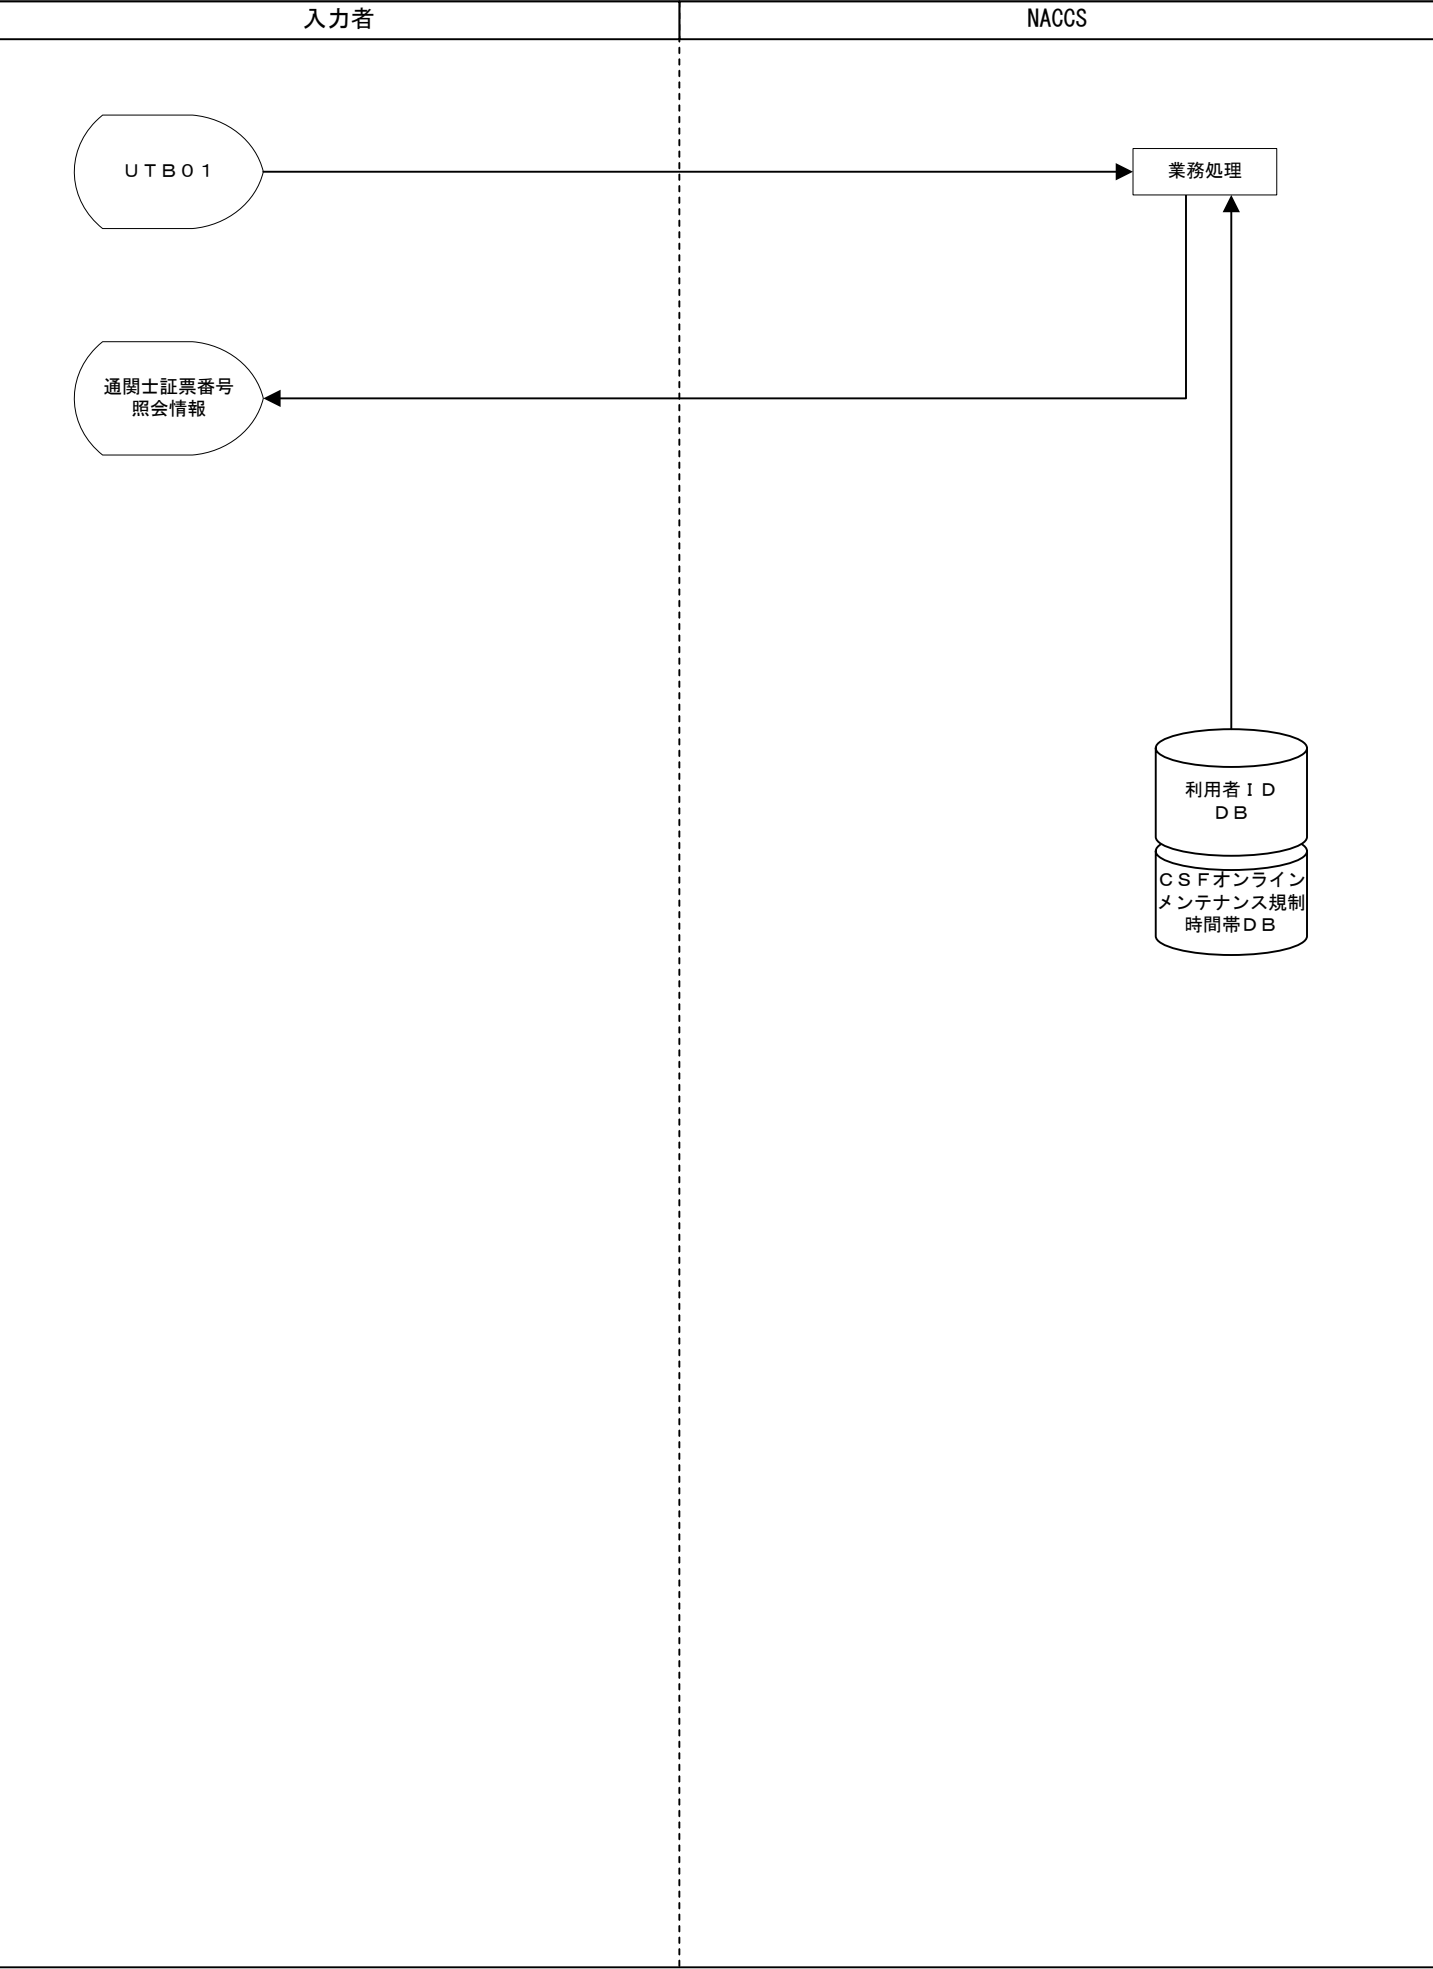 入力者
NACCS
ＵＴＢ０１
業務処理
通関士証票番号
照会情報
利用者ＩＤ
ＤＢ
ＣＳＦオンライン
メンテナンス規制
時間帯ＤＢ